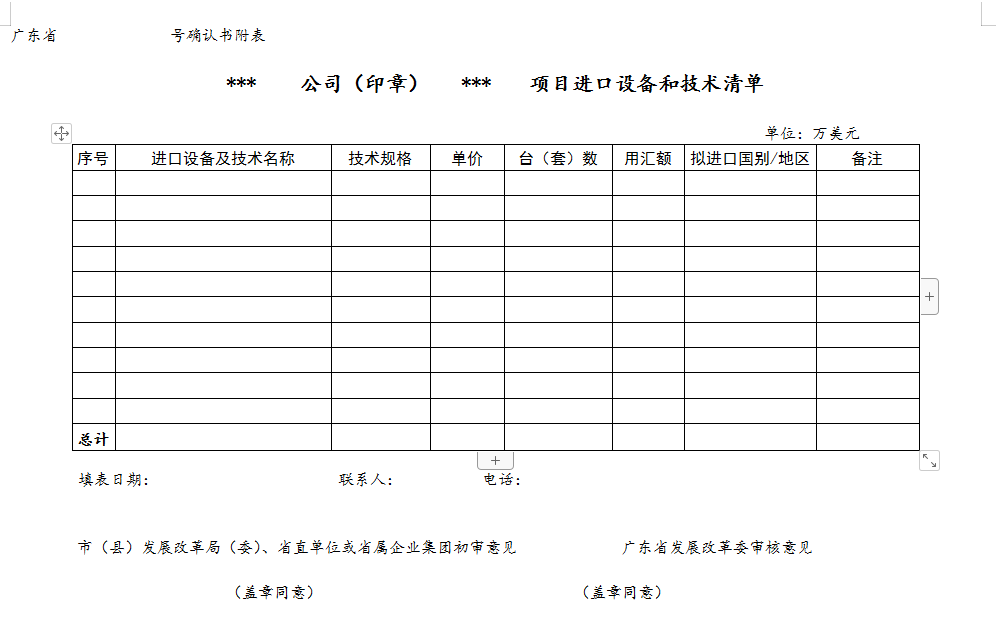 广东省 号确认书附表
*** 公司（印章） *** 项目进口设备和技术清单
单位：万美元
序号 进口设备及技术名称 技术规格 单价 台（套）数 用汇额 拟进口国别/地区 备注
总计
填表日期： 联系人： 电话：
市（县）发展改革局（委）、省直单位或省属企业集团初审意见 广东省发展改革委审核意见
（盖章同意） （盖章同意）